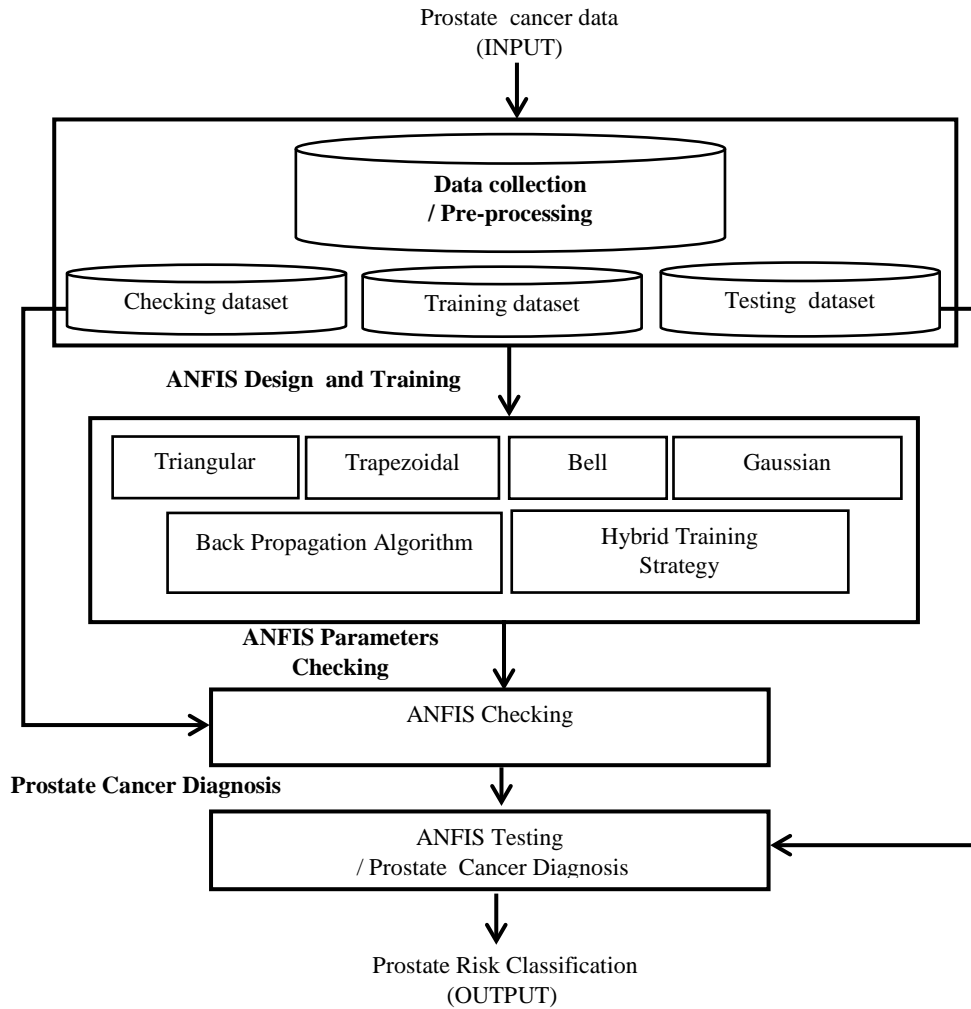 Prostate cancer data
(INPUT)
Data collection
/ Pre-processing
Checking dataset
Training dataset
Testing dataset
ANFIS Design and Training
Triangular
Trapezoidal
Bell
Gaussian
Back Propagation Algorithm
Hybrid Training
Strategy
ANFIS Parameters
Checking
ANFIS Checking
Prostate Cancer Diagnosis
ANFIS Testing
/ Prostate Cancer Diagnosis
Prostate Risk Classification
(OUTPUT)